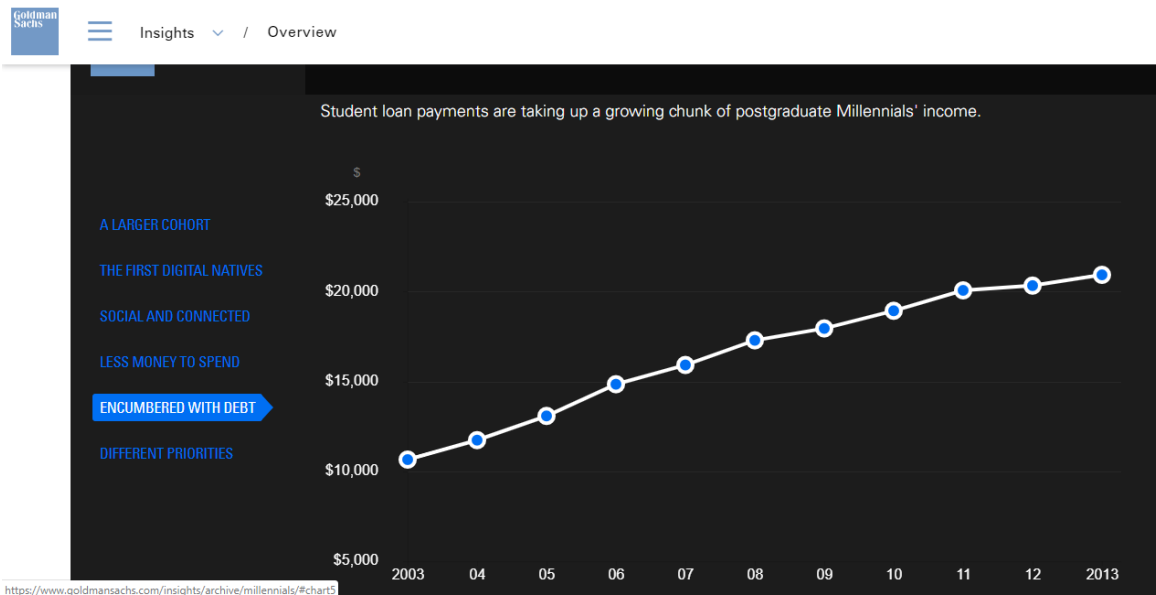 Goldman
Sachs
Insights / Overview
Student loan payments are taking up a growing chunk of postgraduate Millennials' income.
$
$25,000
$20,000
$15,000
$10,000
$5,000
A LARGER COHORT
THE FIRST DIGITAL NATIVES
SOCIAL AND CONNECTED
LESS MONEY TO SPEND
ENCUMBERED WITH DEBT
DIFFERENT PRIORITIES
2003 04 05 06 07 08 09 10 11 12 2013
https://www.goldmansachs.com/insights/archive/millennials/#chart5